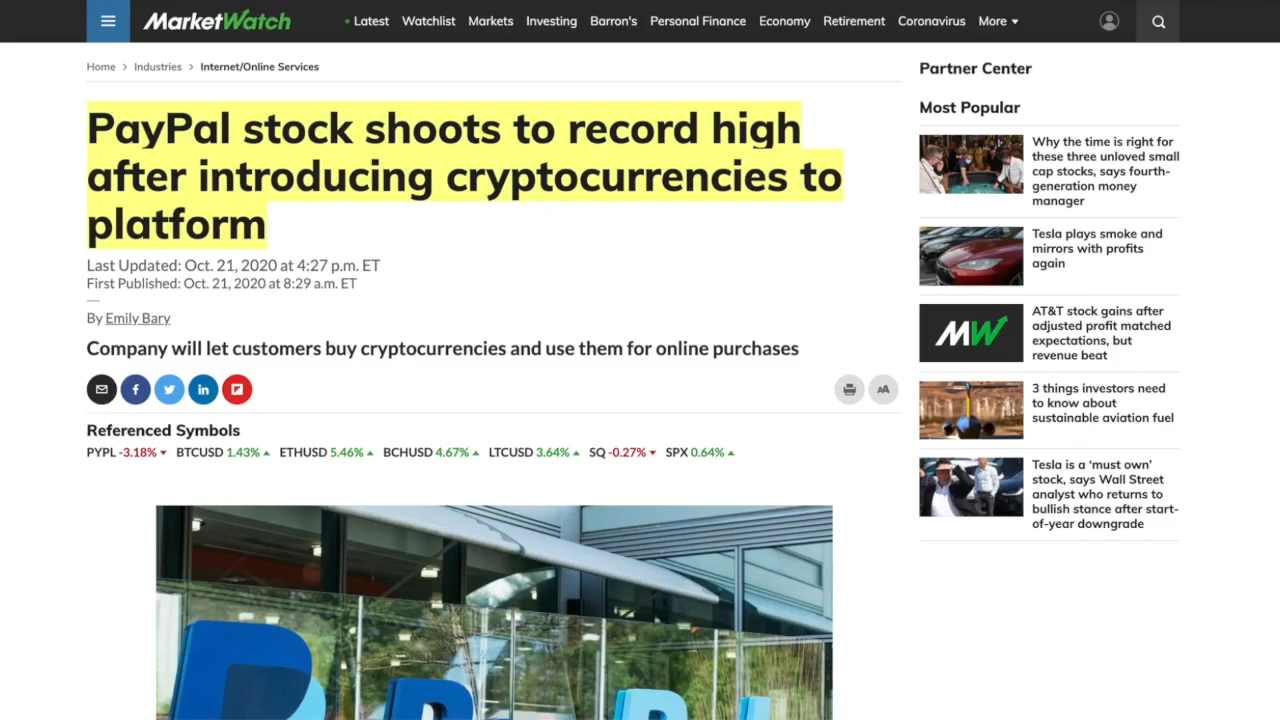 MarketWatch
Latest Watchlist Markets Investing Barron's Personal Finance Economy Retirement Coronavirus More
Home > Industries > Internet/Online Services
PayPal stock shoots to record high
after introducing cryptocurrencies to
platform
Last Updated: Oct. 21, 2020 at 4:27 p.m. ET
First Published: Oct. 21, 2020 at 8:29 a.m. ET
By Emily Bary
Company will let customers buy cryptocurrencies and use them for online purchases
AA
Referenced Symbols
PYPL -3.18% BTCUSD 1.43% ETHUSD 5.46% BCHUSD 4.67% LTCUSD 3.64% SQ -0.27% SPX 0.64%
Partner Center
Most Popular
Why the time is right for
these three unloved small
cap stocks, says fourth-
generation money
manager
Tesla plays smoke and
mirrors with profits
again
MW
AT&T stock gains after
adjusted profit matched
expectations, but
revenue beat
3 things investors need
to know about
sustainable aviation fuel
Tesla is a ‘must own’
stock, says Wall Street
analyst who returns to
bullish stance after start-
of-year downgrade